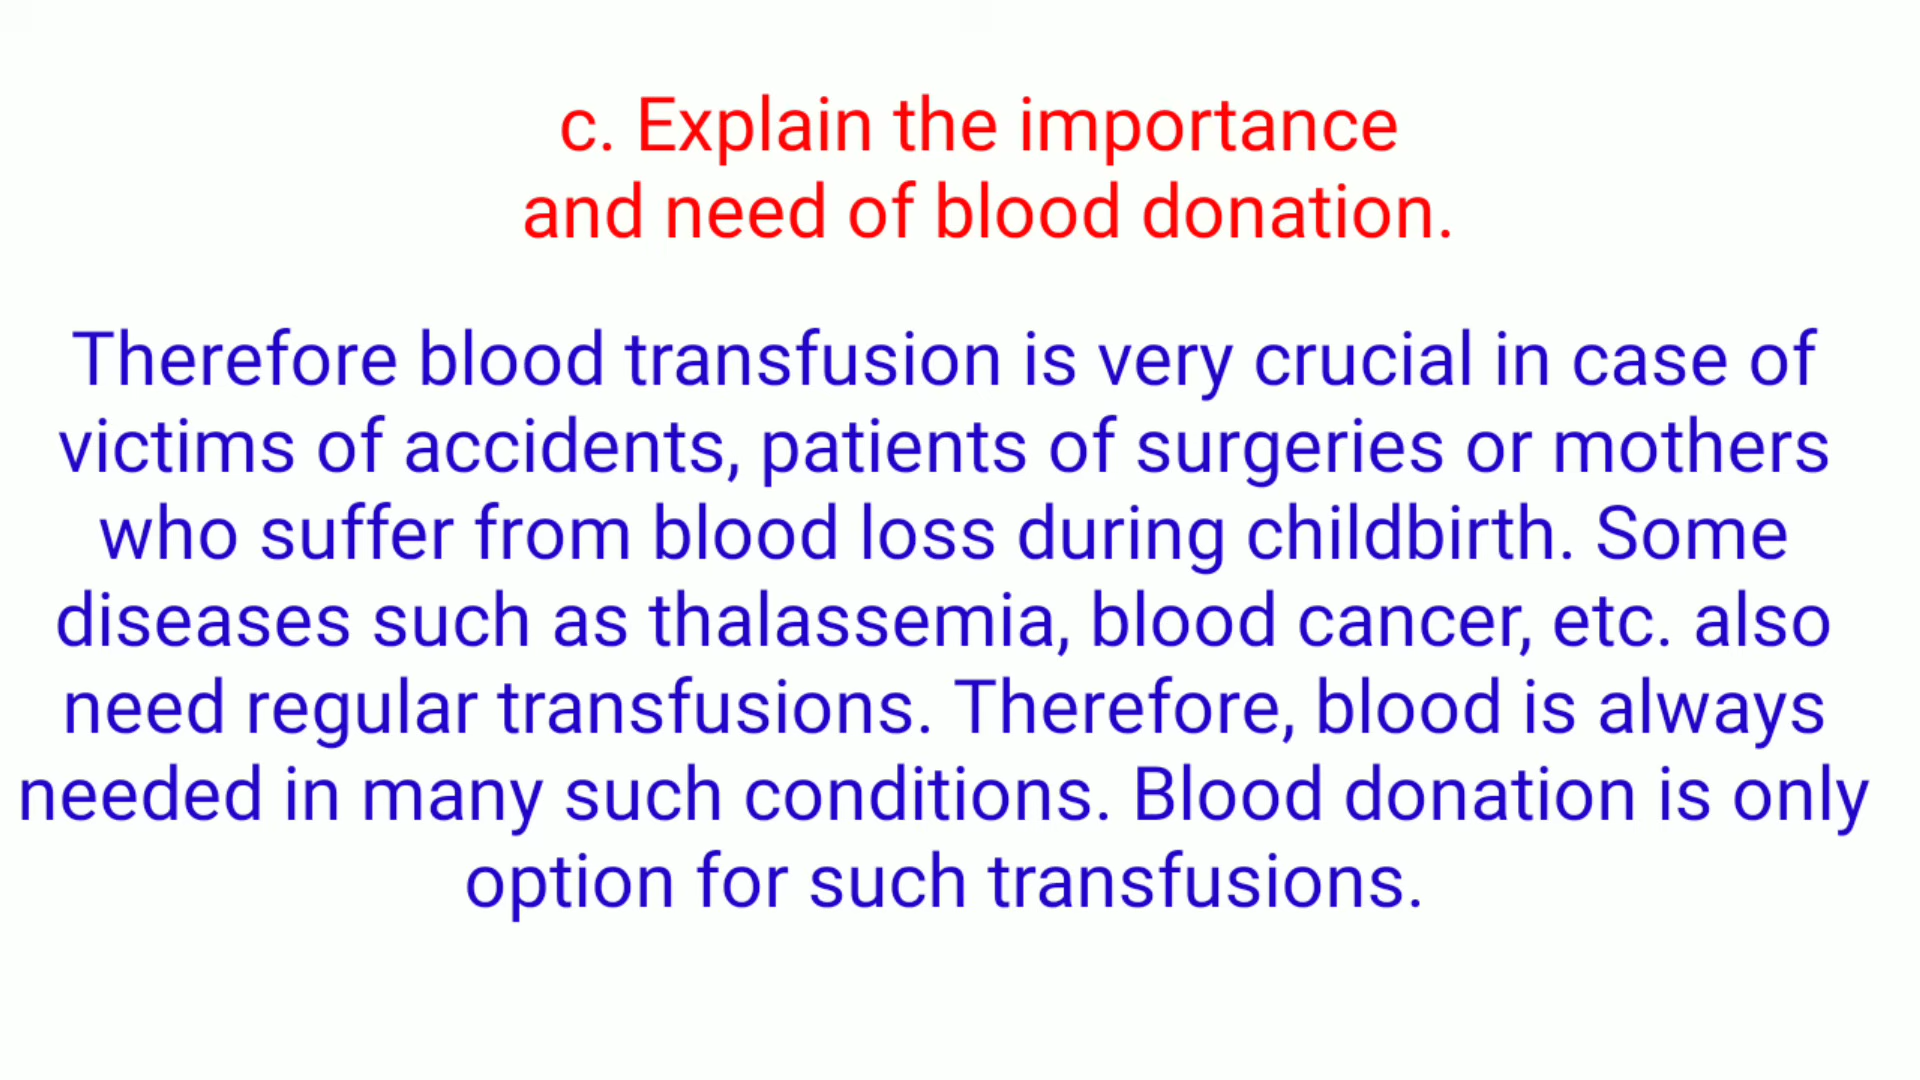 c. Explain the importance
and need of blood donation.
Therefore blood transfusion is very crucial in case of
victims of accidents, patients of surgeries or mothers
who suffer from blood loss during childbirth. Some
diseases such as thalassemia, blood cancer, etc. also
need regular transfusions. Therefore, blood is always
needed in many such conditions. Blood donation is only
option for such transfusions.